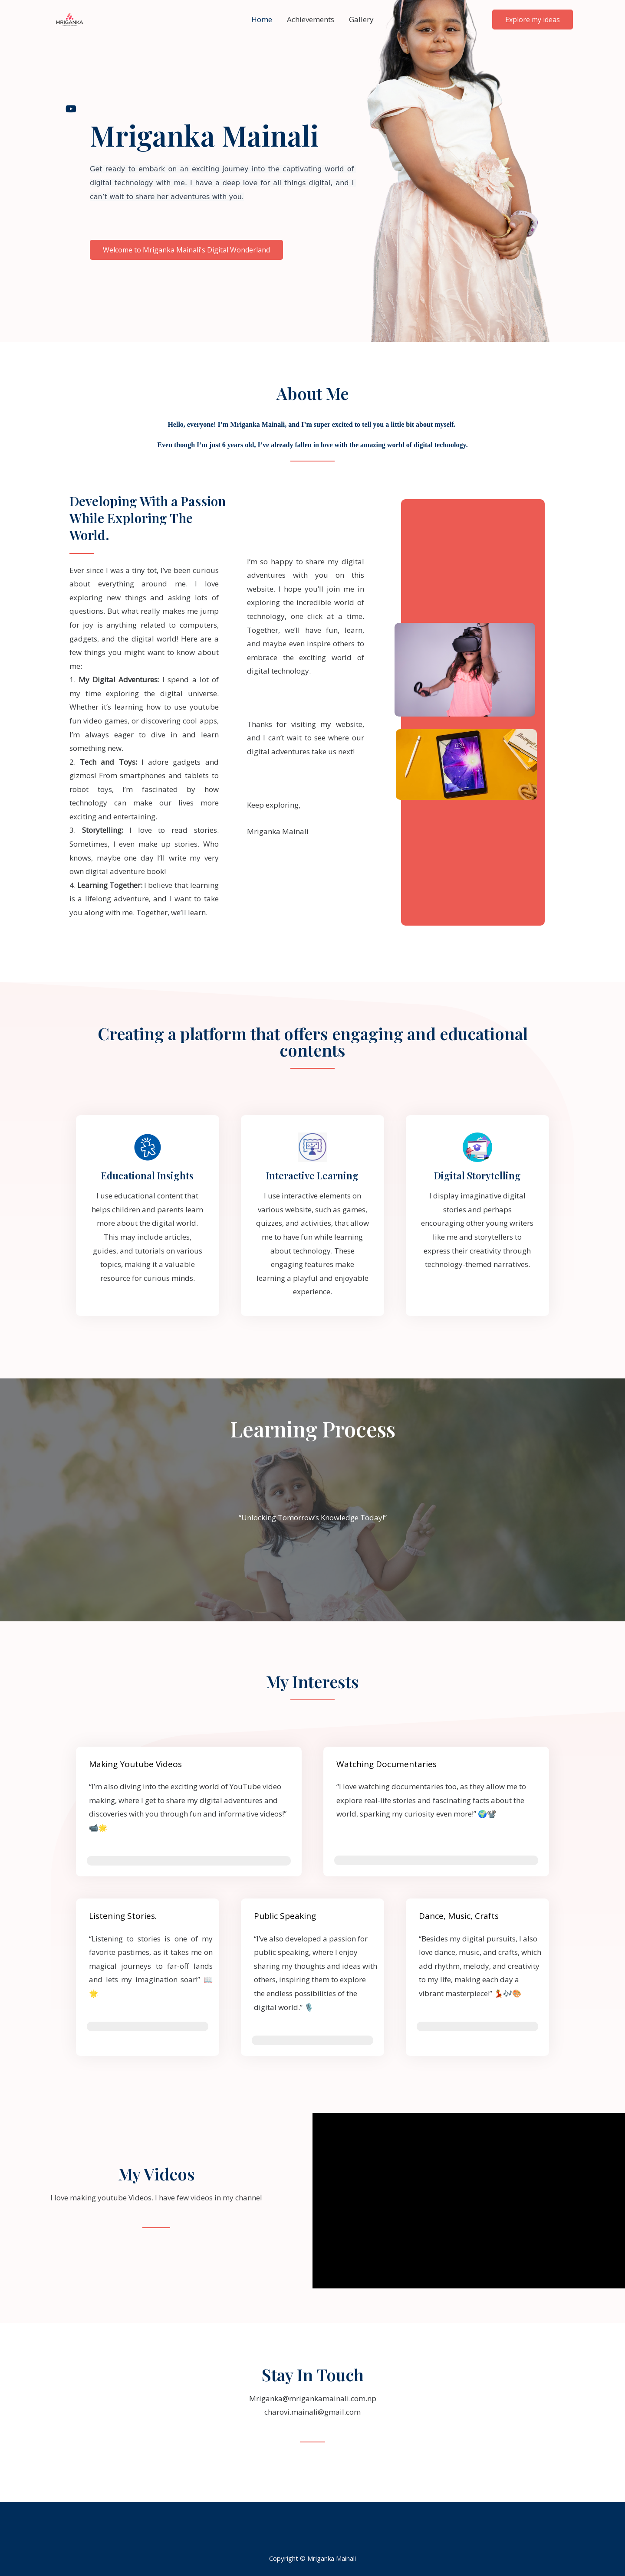 MRIGANKA
Home
Achievements
Gallery
Explore my ideas
Mriganka Mainali
Get ready to embark on an exciting journey into the captivating world of
digital technology with me. I have a deep love for all things digital, and I
can't wait to share her adventures with you.
Welcome to Mriganka Mainali's Digital Wonderland
About Me
Hello, everyone! I'm Mriganka Mainali, and I'm super excited to tell you a little bit about myself.
Even though I'm just 6 years old, I've already fallen in love with the amazing world of digital technology.
Developing With a Passion
While Exploring The
World.
Ever since I was a tiny tot, I've been curious
about everything around me. I love
exploring new things and asking lots of
questions. But what really makes me jump
for joy is anything related to computers,
gadgets, and the digital world! Here are a
few things you might want to know about
me:
1. My Digital Adventures: I spend a lot of
my time exploring the digital universe.
Whether it's learning how to use youtube
fun video games, or discovering cool apps,
I'm always eager to dive in and learn
something new.
2. Tech and Toys: I adore gadgets and
gizmos! From smartphones and tablets to
robot toys, I'm fascinated by how
technology can make our lives more
exciting and entertaining.
3. Storytelling: I love to read stories.
Sometimes, I even make up stories. Who
knows, maybe one day I'll write my very
own digital adventure book!
4. Learning Together: I believe that learning
is a lifelong adventure, and I want to take
you along with me. Together, we'll learn.
I'm so happy to share my digital
adventures with you on this
website. I hope you'll join me in
exploring the incredible world of
technology, one click at a time.
Together, we'll have fun, learn,
and maybe even inspire others to
embrace the exciting world of
digital technology.
Thanks for visiting my website,
and I can't wait to see where our
digital adventures take us next!
Keep exploring,
Mriganka Mainali
Creating a platform that offers engaging and educational
contents
Educational Insights
I use educational content that
helps children and parents learn
more about the digital world.
This may include articles,
guides, and tutorials on various
topics, making it a valuable
resource for curious minds.
Interactive Learning
I use interactive elements on
various website, such as games,
quizzes, and activities, that allow
me to have fun while learning
about technology. These
engaging features make
learning a playful and enjoyable
experience.
Digital Storytelling
I display imaginative digital
stories and perhaps
encouraging other young writers
like me and storytellers to
express their creativity through
technology-themed narratives.
Learning Process
"Unlocking Tomorrow's Knowledge Today!"
My Interests
Making Youtube Videos
"I'm also diving into the exciting world of YouTube video
making, where I get to share my digital adventures and
discoveries with you through fun and informative videos!"
📹🌟
Watching Documentaries
"I love watching documentaries too, as they allow me to
explore real-life stories and fascinating facts about the
world, sparking my curiosity even more!" 🌍📽️
Listening Stories.
"Listening to stories is one of my
favorite pastimes, as it takes me on
magical journeys to far-off lands
and lets my imagination soar!" 📖
🌟
Public Speaking
"I've also developed a passion for
public speaking, where I enjoy
sharing my thoughts and ideas with
others, inspiring them to explore
the endless possibilities of the
digital world." 🎙️
Dance, Music, Crafts
"Besides my digital pursuits, I also
love dance, music, and crafts, which
add rhythm, melody, and creativity
to my life, making each day a
vibrant masterpiece!" 💃🎶🎨
My Videos
I love making youtube Videos. I have few videos in my channel
Stay In Touch
Mriganka@mrigankamainali.com.np
charovi.mainali@gmail.com
Copyright © Mriganka Mainali